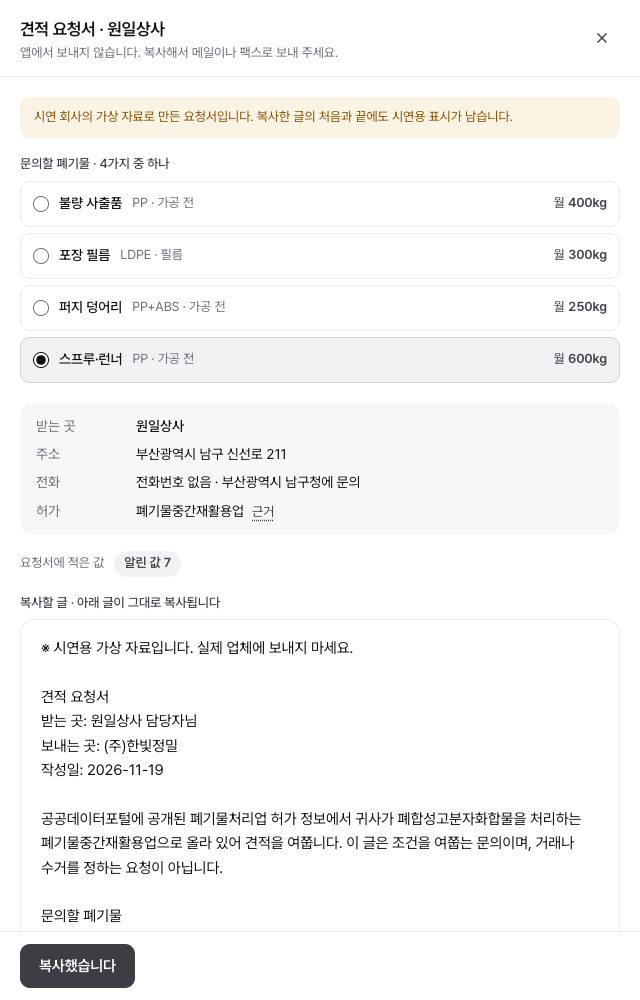 견적 요청서 · 원일상사
앱에서 보내지 않습니다. 복사해서 메일이나 팩스로 보내 주세요.
시연 회사의 가상 자료로 만든 요청서입니다. 복사한 글의 처음과 끝에도 시연용 표시가 남습니다.
문의할 폐기물 · 4가지 중 하나
불량 사출품 PP · 가공 전 월 400kg
포장 필름 LDPE · 필름 월 300kg
퍼지 덩어리 PP+ABS · 가공 전 월 250kg
스프루·런너 PP · 가공 전 월 600kg
받는 곳 원일상사
주소 부산광역시 남구 신선로 211
전화 전화번호 없음 · 부산광역시 남구청에 문의
허가 폐기물중간재활용업 근거
요청서에 적은 값 알린 값 7
복사할 글 · 아래 글이 그대로 복사됩니다
※ 시연용 가상 자료입니다. 실제 업체에 보내지 마세요.
견적 요청서
받는 곳: 원일상사 담당자님
보내는 곳: (주)한빛정밀
작성일: 2026-11-19
공공데이터포털에 공개된 폐기물처리업 허가 정보에서 귀사가 폐합성고분자화합물을 처리하는
폐기물중간재활용업으로 올라 있어 견적을 여쭙니다. 이 글은 조건을 여쭙는 문의이며, 거래나
수거를 정하는 요청이 아닙니다.
문의할 폐기물
복사했습니다